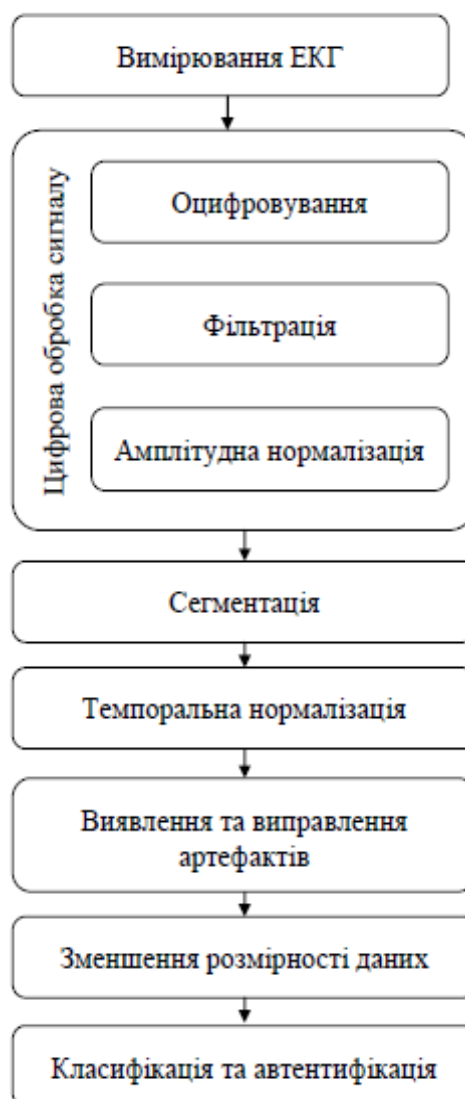 Вимірювання ЕКГ
Цифрова обробка сигналу
Оцифровування
Фільтрація
Амплітудна нормалізація
Сегментація
Темпоральна нормалізація
Виявлення та виправлення
артефактів
Зменшення розмірності даних
Класифікація та автентифікація